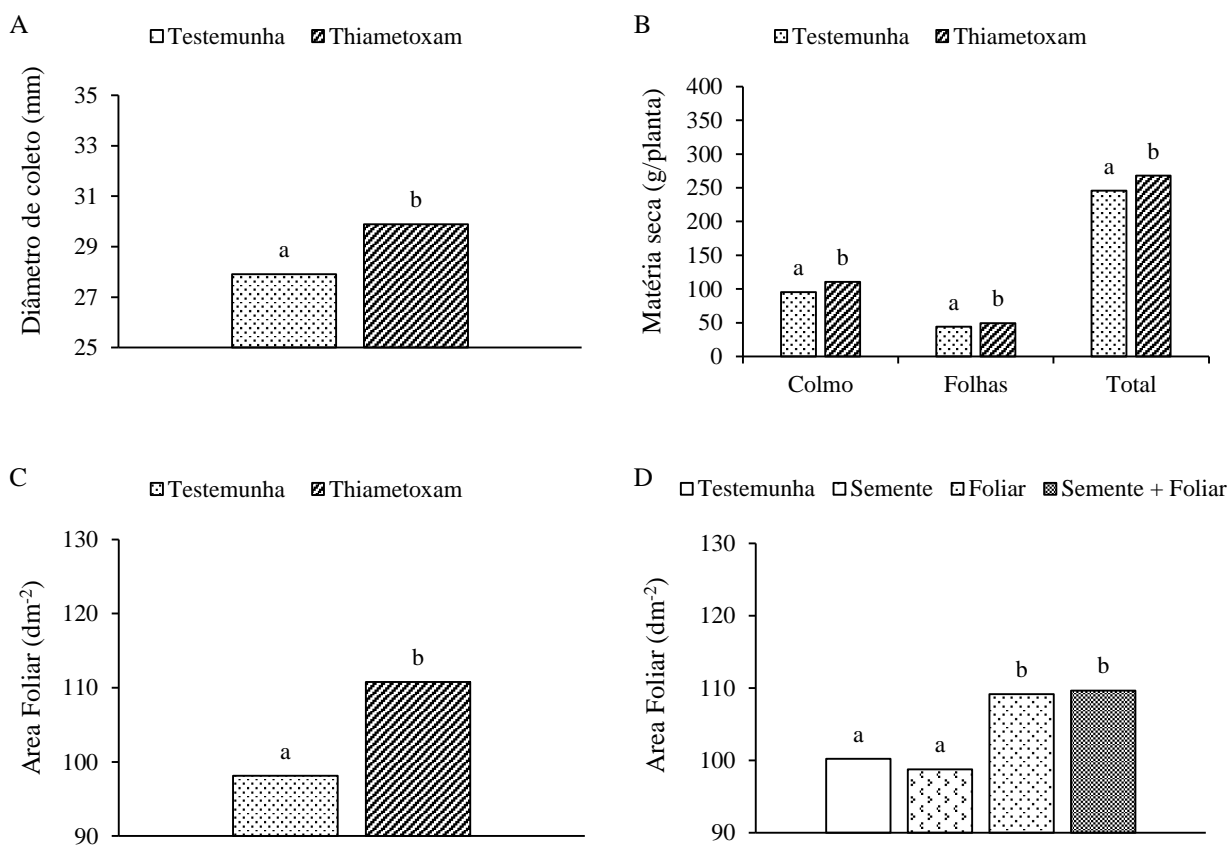 A
Testemunha Thiametoxam
Diâmetro de coleto (mm)
35
33
31
29
27
25
a
b
B
Testemunha Thiametoxam
Matéria seca (g/planta)
400
350
300
250
200
150
100
50
0
a
b
a
b
a
b
Colmo Folhas Total
C
Testemunha Thiametoxam
Area Foliar (dm-2)
130
120
110
100
90
a
b
D
Testemunha Semente Foliar Semente + Foliar
Area Foliar (dm-2)
130
120
110
100
90
a
a
b
b